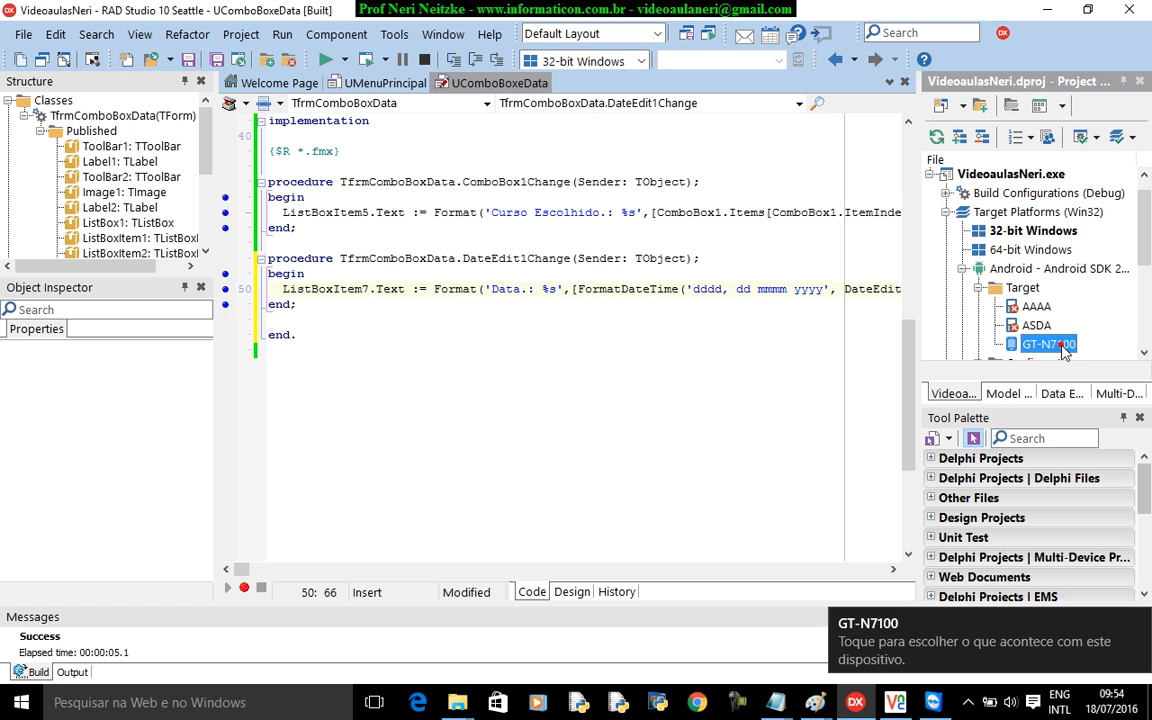 VideoaulasNeri - RAD Studio 10 Seattle - UComboBoxeData [Built]
Prof Neri Neitzke - www.informaticon.com.br - videoaulaneri@gmail.com
File Edit Search View Refactor Project Run Component Tools Window Help
Default Layout
Search
32-bit Windows
Structure
Welcome Page UMenuPrincipal UComboBoxeData
VideoaulasNeri.dproj - Project ...
TfrmComboBoxData
TfrmComboBoxData.DateEdit1Change
Classes
TfrmComboBoxData(TForm)
Published
ToolBar1: TToolBar
Label1: TLabel
ToolBar2: TToolBar
Image1: TImage
Label2: TLabel
ListBox1: TListBox
ListBoxItem1: TListBoxI
ListBoxItem2: TListBoxI
implementation
40
{$R *.fmx}
procedure TfrmComboBoxData.ComboBox1Change(Sender: TObject);
begin
ListBoxItem5.Text := Format('Curso Escolhido.: %s',[ComboBox1.Items[ComboBox1.ItemInde
end;
procedure TfrmComboBoxData.DateEdit1Change(Sender: TObject);
begin
50
ListBoxItem7.Text := Format('Data.: %s',[FormatDateTime('dddd, dd mmmm yyyy', DateEdit
end;
end.
File
VideoaulasNeri.exe
Build Configurations (Debug)
Target Platforms (Win32)
32-bit Windows
64-bit Windows
Android - Android SDK 2...
Target
AAAA
ASDA
GT-N7100
Videoa... Model ... Data E... Multi-D...
Object Inspector
Search
Properties
Tool Palette
Search
Delphi Projects
Delphi Projects | Delphi Files
Other Files
Design Projects
Unit Test
Delphi Projects | Multi-Device Pr...
Web Documents
Delphi Projects | EMS
50: 66 Insert Modified Code Design History
Messages
Success
Elapsed time: 00:00:05.1
Build Output
GT-N7100
Toque para escolher o que acontece com este
dispositivo.
Pesquisar na Web e no Windows
ENG
INTL
09:54
18/07/2016